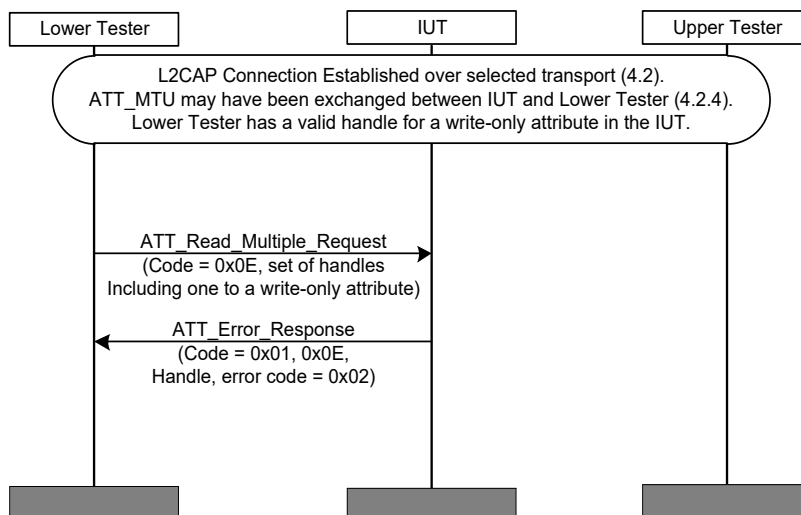 Lower Tester
IUT
Upper Tester
L2CAP Connection Established over selected transport (4.2).
ATT_MTU may have been exchanged between IUT and Lower Tester (4.2.4).
Lower Tester has a valid handle for a write-only attribute in the IUT.
ATT_Read_Multiple_Request
(Code = 0x0E, set of handles
Including one to a write-only attribute)
ATT_Error_Response
(Code = 0x01, 0x0E,
Handle, error code = 0x02)